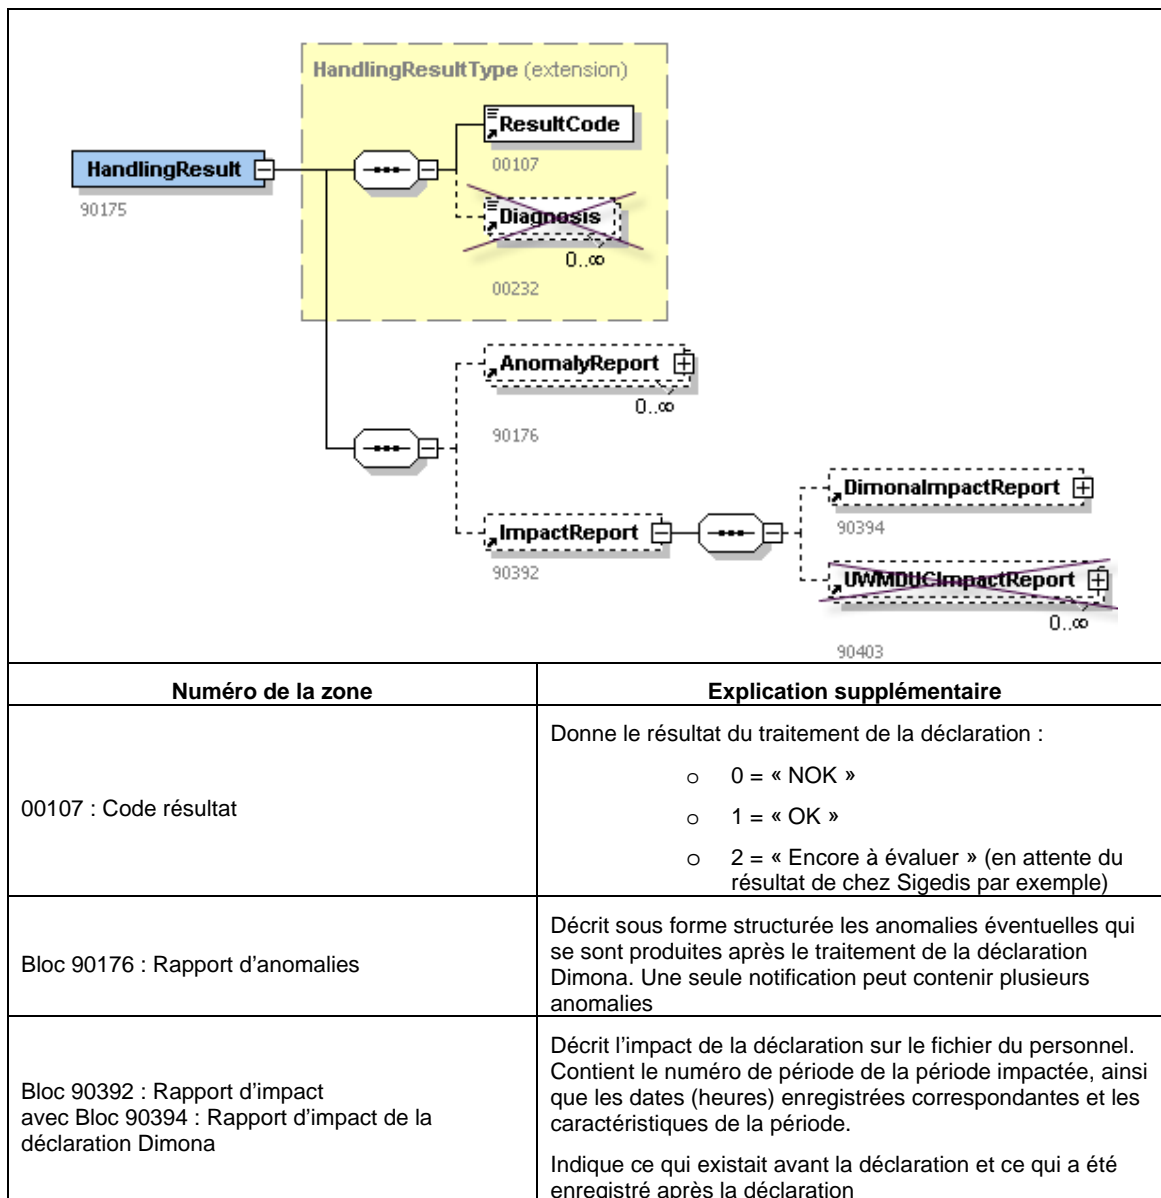 HandlingResultType (extension)
ResultCode
00107
HandlingResult
90175
Diagnosis
0..∞
00232
AnomalyReport
0..∞
90176
DimonaImpactReport
90394
ImpactReport
90392
UWMDUCImpactReport
0..∞
90403
Numéro de la zone
Explication supplémentaire
00107 : Code résultat
Donne le résultat du traitement de la déclaration :
o 0 = « NOK »
o 1 = « OK »
o 2 = « Encore à évaluer » (en attente du
résultat de chez Sigedis par exemple)
Bloc 90176 : Rapport d'anomalies
Décrit sous forme structurée les anomalies éventuelles qui
se sont produites après le traitement de la déclaration
Dimona. Une seule notification peut contenir plusieurs
anomalies
Bloc 90392 : Rapport d'impact
avec Bloc 90394 : Rapport d'impact de la
déclaration Dimona
Décrit l'impact de la déclaration sur le fichier du personnel.
Contient le numéro de période de la période impactée, ainsi
que les dates (heures) enregistrées correspondantes et les
caractéristiques de la période.
Indique ce qui existait avant la déclaration et ce qui a été
enregistré après la déclaration